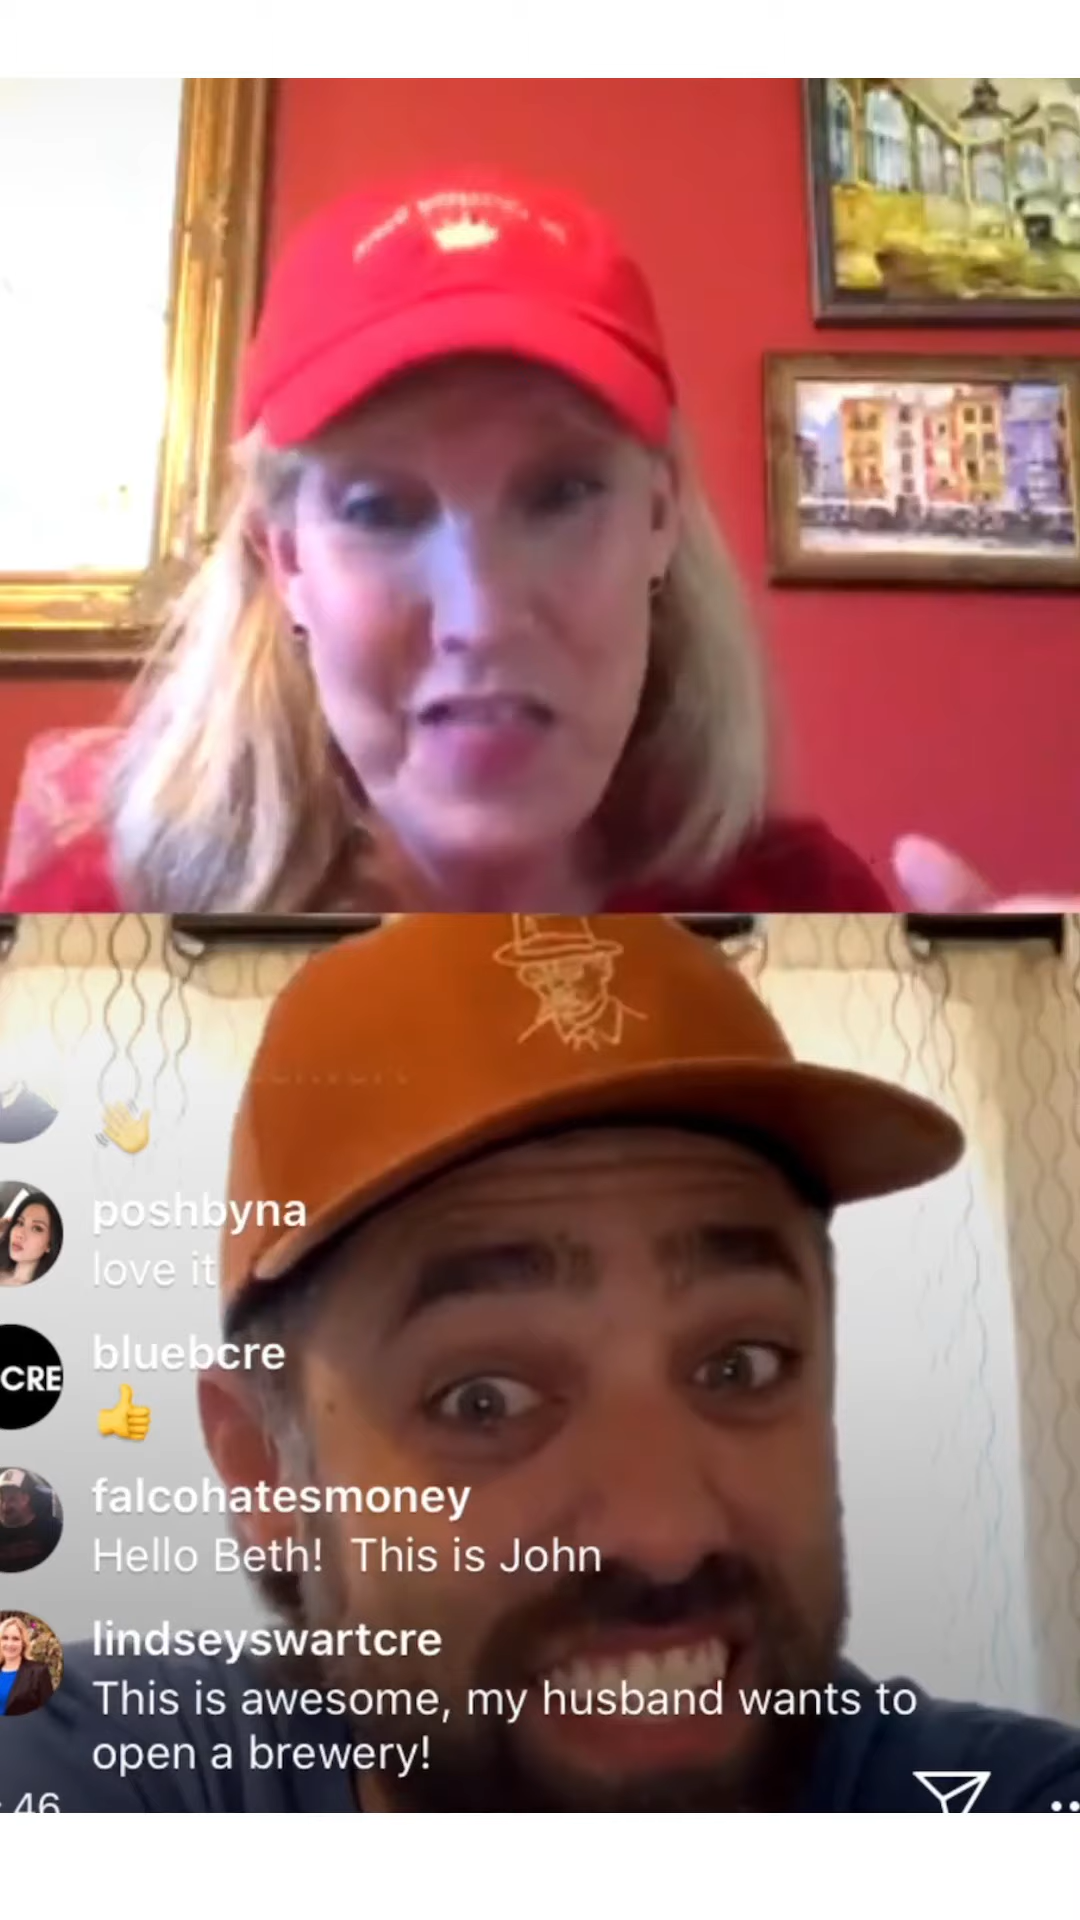 poshbyna
love it
bluebcre
CRE
👍
falcohatesmoney
Hello Beth!  This is John
lindseyswartcre
This is awesome, my husband wants to
open a brewery!
46